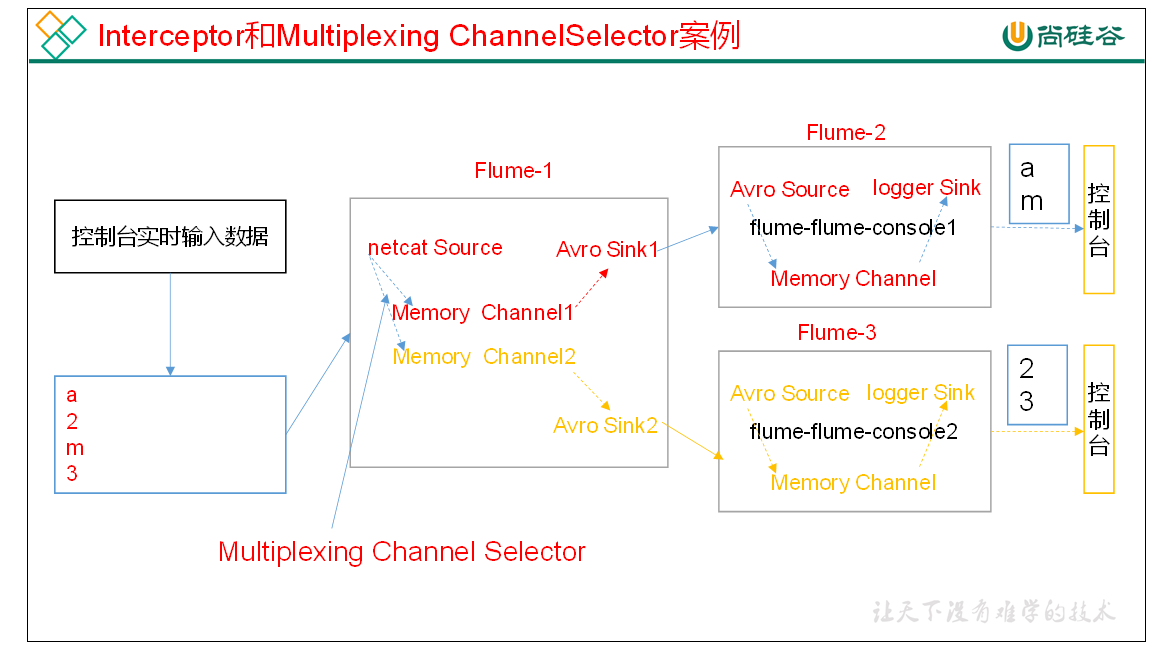 Interceptor和Multiplexing ChannelSelector案例
尚硅谷
控制台实时输入数据
a
2
m
3
Flume-1
netcat Source
Avro Sink1
Memory Channel1
Memory Channel2
Avro Sink2
Multiplexing Channel Selector
Flume-2
Avro Source
logger Sink
flume-flume-console1
Memory Channel
a
m
控制台
Flume-3
Avro Source
logger Sink
flume-flume-console2
Memory Channel
2
3
控制台
让天下没有难学的技术